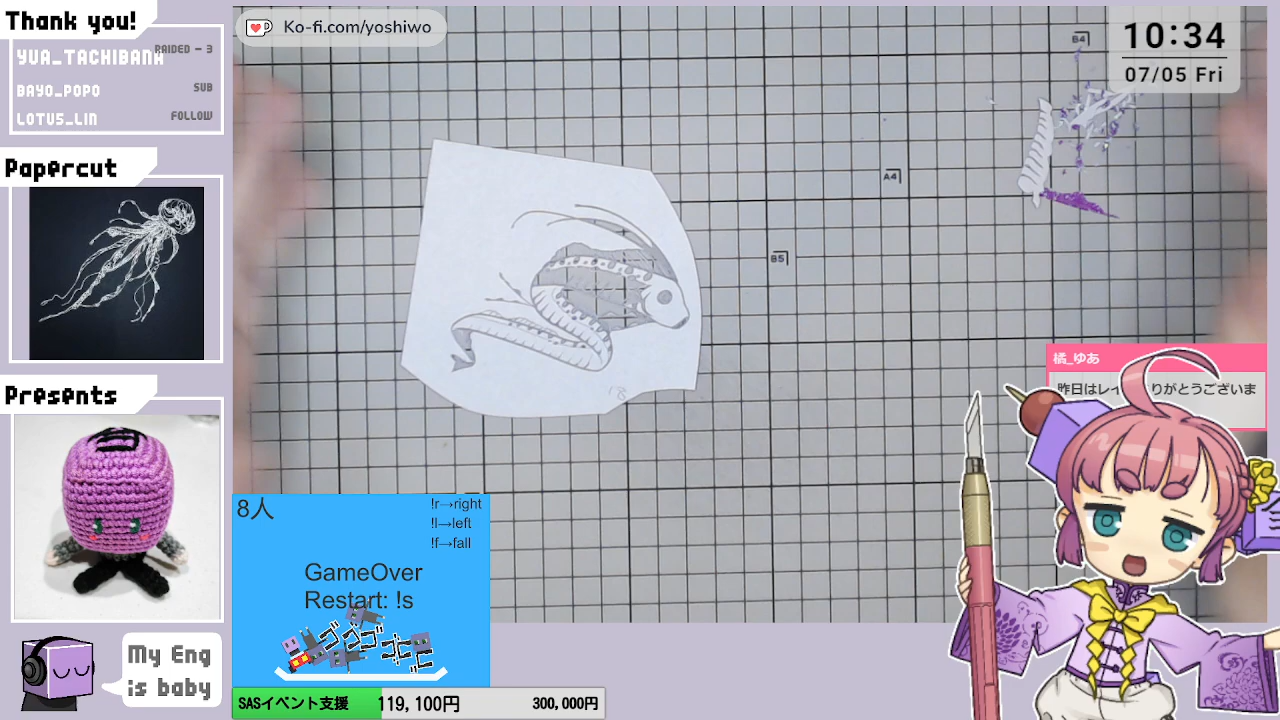 Thank you!
YUA_TACHIBANA RAIDED - 3
BAYO_POPO SUB
LOTU5_LIN FOLLOW
Papercut
Presents
My Eng
is baby
Ko-fi.com/yoshiwo
B4
A4
B5
10:34
07/05 Fri
橘_ゆあ
昨日はレイ りがとうございま
8人
!r→right
!l→left
!f→fall
GameOver
Restart: !s
SASイベント支援 119,100円 300,000円